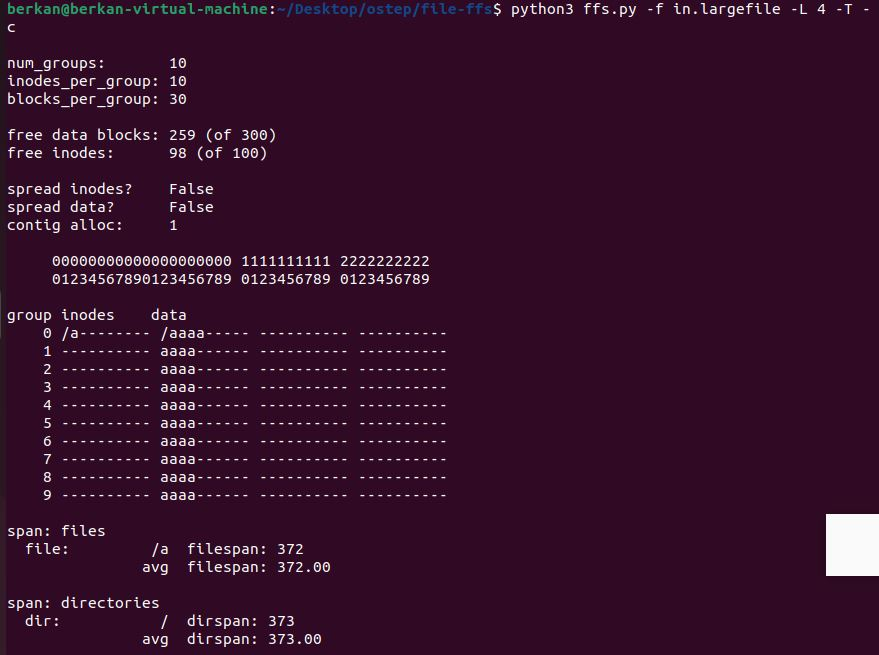 berkan@berkan-virtual-machine:~/Desktop/ostep/file-ffs$ python3 ffs.py -f in.largefile -L 4 -T -
c

num_groups:       10
inodes_per_group: 10
blocks_per_group: 30

free data blocks: 259 (of 300)
free inodes:      98 (of 100)

spread inodes?    False
spread data?      False
contig alloc:     1

     00000000000000000000 1111111111 2222222222
     01234567890123456789 0123456789 0123456789

group inodes    data
    0 /a-------- /aaaa----- ---------- ----------
    1 ---------- aaaa------ ---------- ----------
    2 ---------- aaaa------ ---------- ----------
    3 ---------- aaaa------ ---------- ----------
    4 ---------- aaaa------ ---------- ----------
    5 ---------- aaaa------ ---------- ----------
    6 ---------- aaaa------ ---------- ----------
    7 ---------- aaaa------ ---------- ----------
    8 ---------- aaaa------ ---------- ----------
    9 ---------- aaaa------ ---------- ----------

span: files
  file:         /a  filespan: 372
               avg  filespan: 372.00

span: directories
  dir:           /  dirspan: 373
               avg  dirspan: 373.00